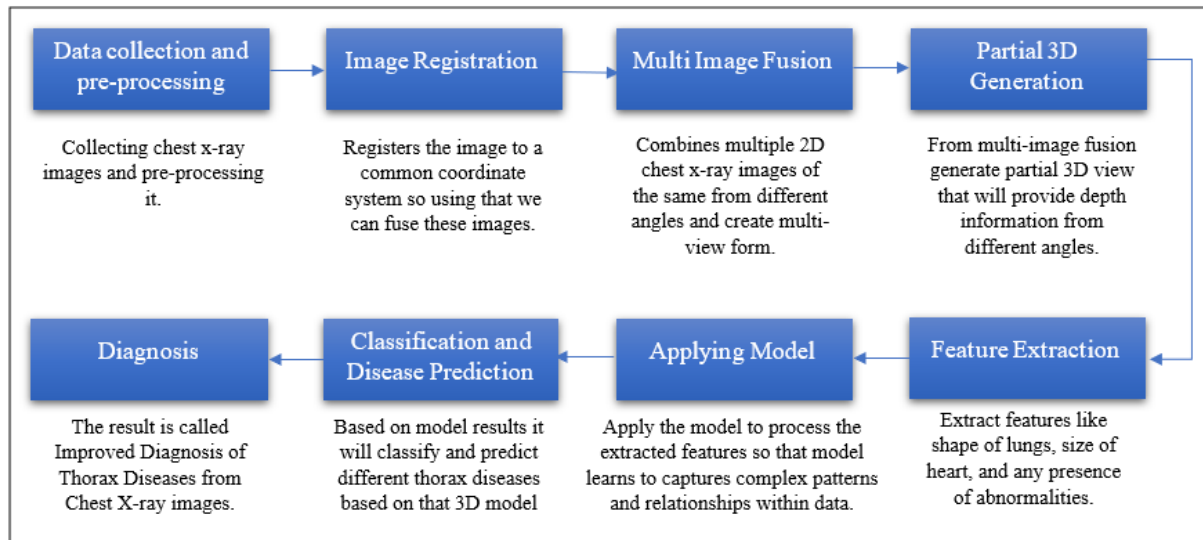 Data collection and
pre-processing
Image Registration
Multi Image Fusion
Partial 3D
Generation
Collecting chest x-ray
images and pre-processing
it.
Registers the image to a
common coordinate
system so using that we
can fuse these images.
Combines multiple 2D
chest x-ray images of
the same from different
angles and create multi-
view form.
From multi-image fusion
generate partial 3D view
that will provide depth
information from
different angles.
Diagnosis
Classification and
Disease Prediction
Applying Model
Feature Extraction
The result is called
Improved Diagnosis of
Thorax Diseases from
Chest X-ray images.
Based on model results it
will classify and predict
different thorax diseases
based on that 3D model
Apply the model to process the
extracted features so that model
learns to captures complex patterns
and relationships within data.
Extract features like
shape of lungs, size of
heart, and any presence
of abnormalities.